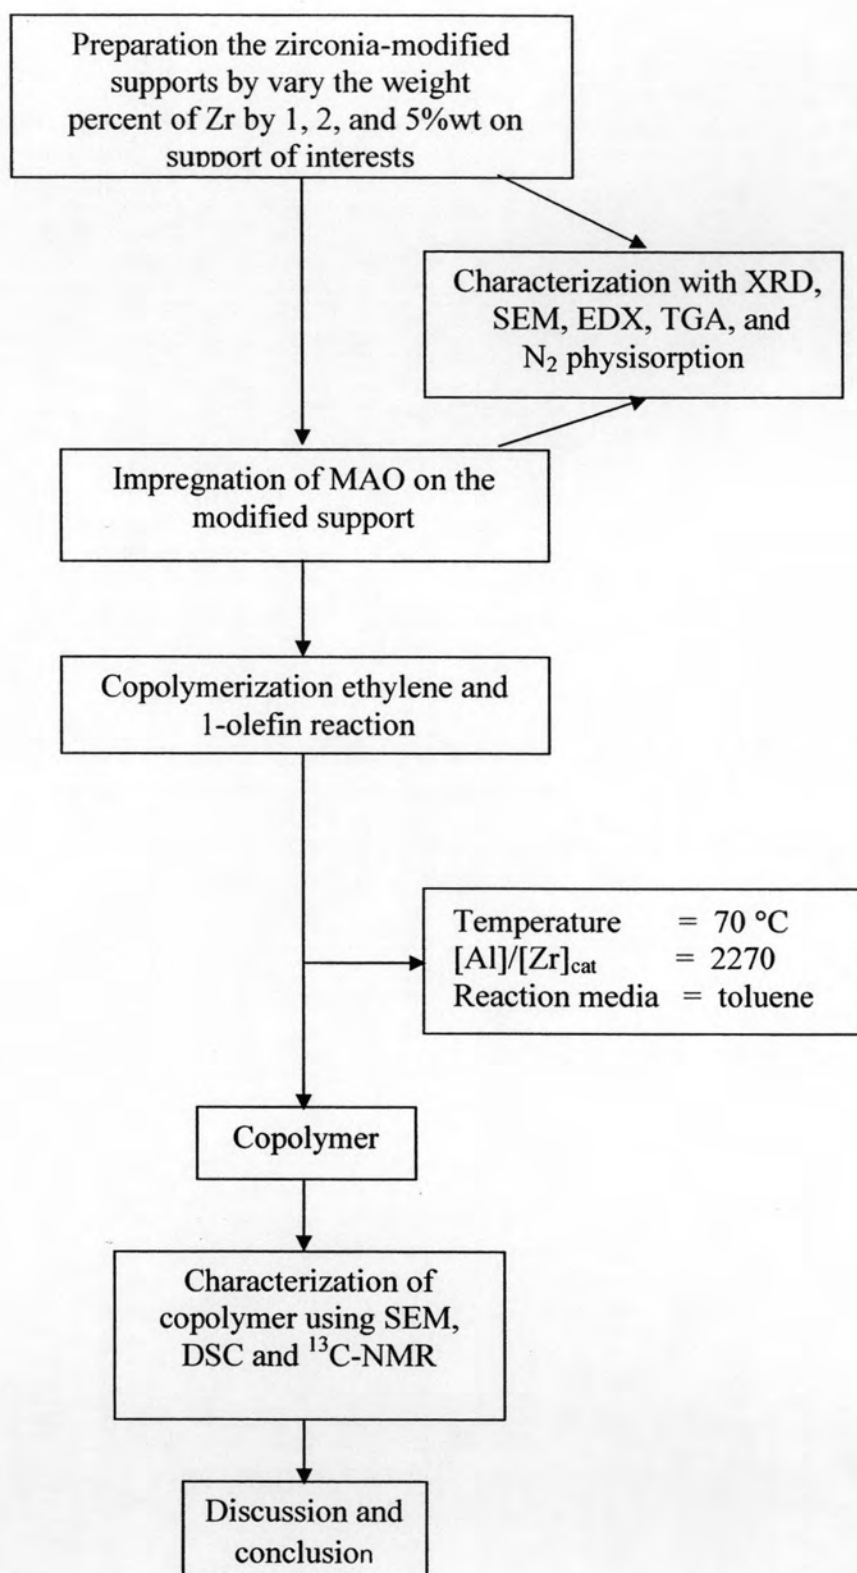 Preparation the zirconia-modified
supports by vary the weight
percent of Zr by 1, 2, and 5%wt on
support of interests
Characterization with XRD,
SEM, EDX, TGA, and
N₂ physisorption
Impregnation of MAO on the
modified support
Copolymerization ethylene and
1-olefin reaction
Temperature = 70 °C
[Al]/[Zr]cat = 2270
Reaction media = toluene
Copolymer
Characterization of
copolymer using SEM,
DSC and ¹³C-NMR
Discussion and
conclusion